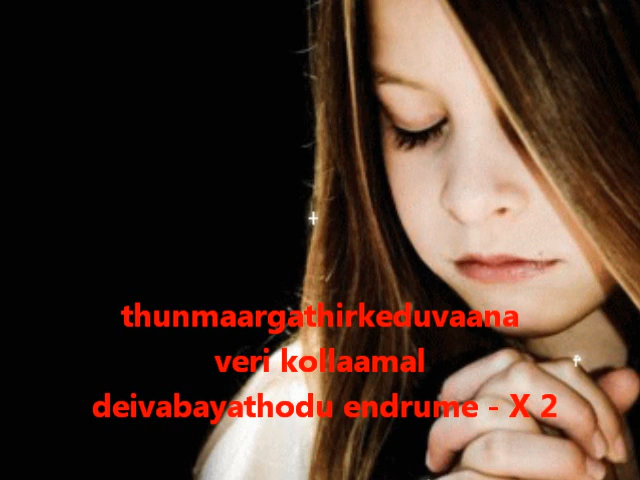 thunmaargathirkeduvaana
veri kollaamal
deivabayathodu endrume - X 2